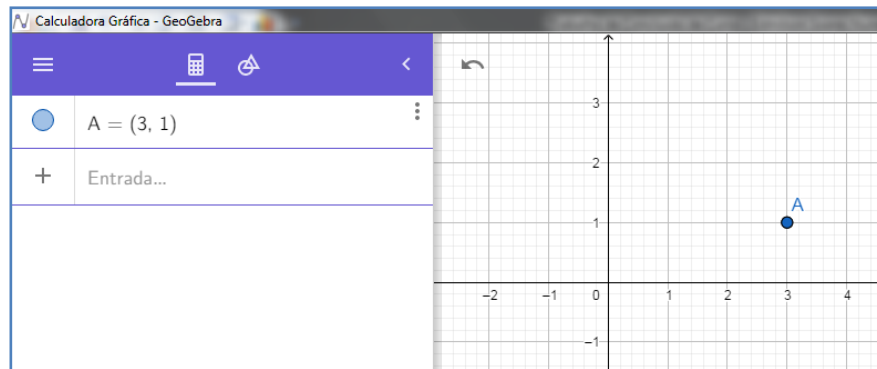 Calculadora Gráfica - GeoGebra
A = (3, 1)
Entrada...
3
2
A
1
−2 −1 0 1 2 3 4
−1